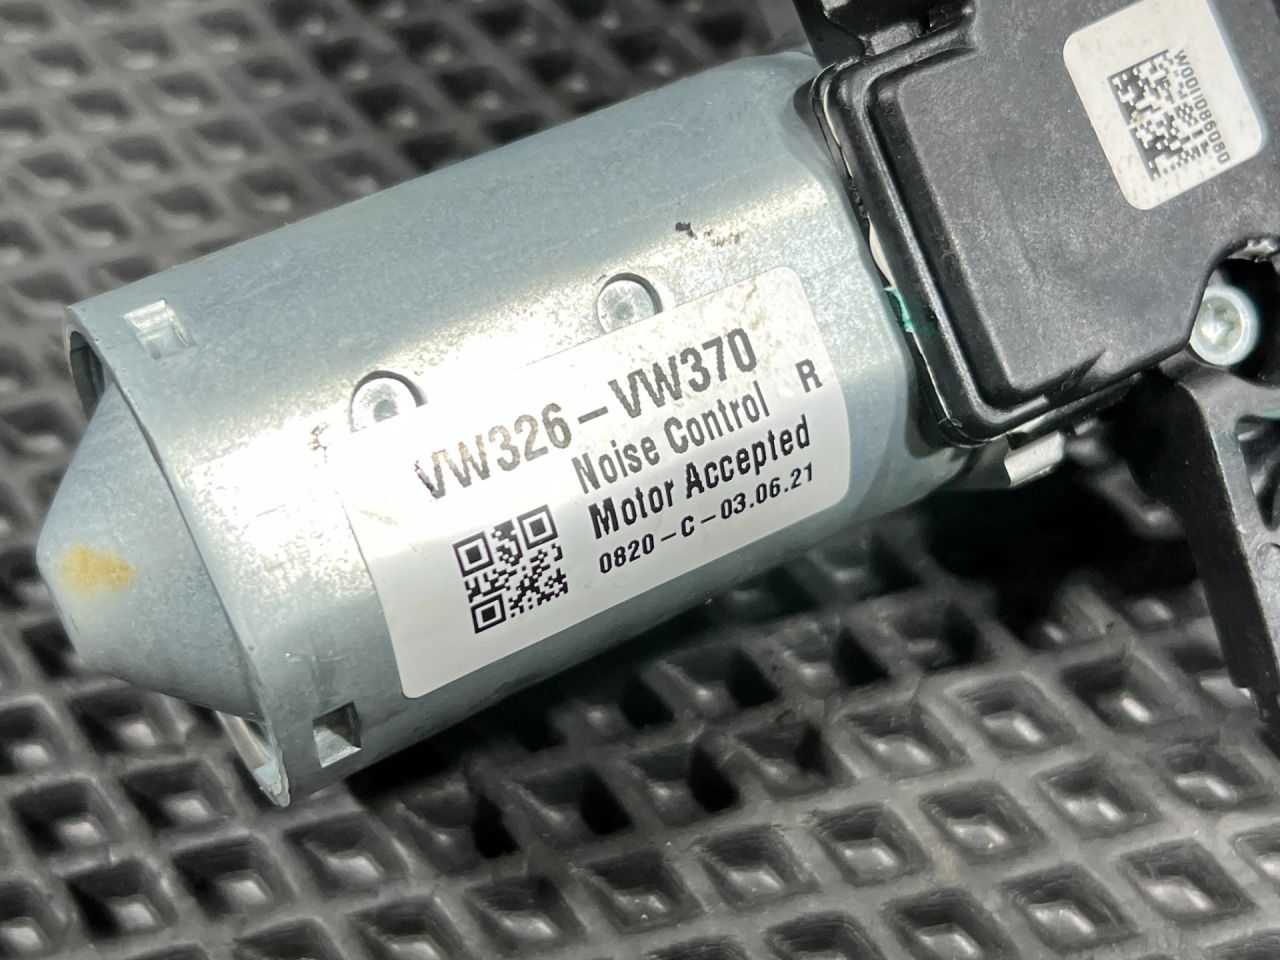 VW326-VW370
Noise Control R
Motor Accepted
0820-C-03.06.21